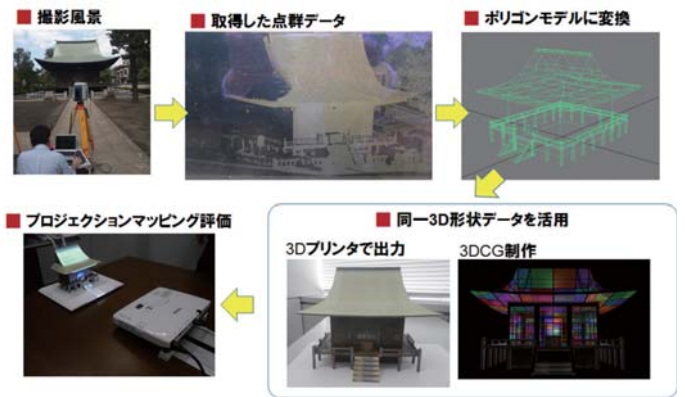 ■ 撮影風景
■ 取得した点群データ
■ ポリゴンモデルに変換
■ プロジェクションマッピング評価
■ 同一3D形状データを活用
3Dプリンタで出力
3DCG制作